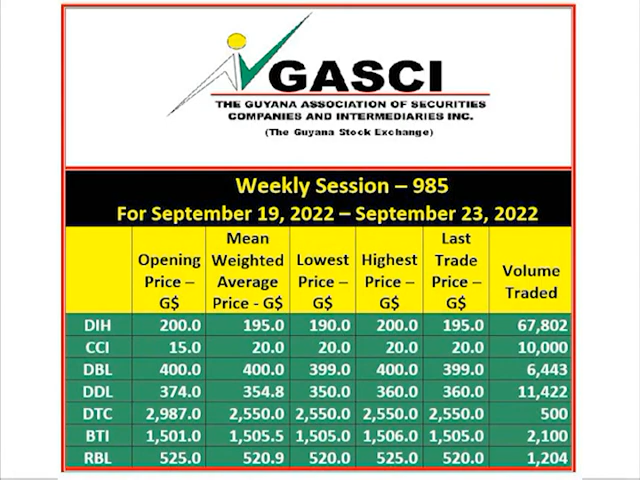 GASCI
THE GUYANA ASSOCIATION OF SECURITIES
COMPANIES AND INTERMEDIARIES INC.
(The Guyana Stock Exchange)
Weekly Session – 985
For September 19, 2022 – September 23, 2022
Opening Price – G$ Mean Weighted Average Price - G$ Lowest Price – G$ Highest Price – G$ Last Trade Price – G$ Volume Traded
DIH 200.0 195.0 190.0 200.0 195.0 67,802
CCI 15.0 20.0 20.0 20.0 20.0 10,000
DBL 400.0 400.0 399.0 400.0 399.0 6,443
DDL 374.0 354.8 350.0 360.0 360.0 11,422
DTC 2,987.0 2,550.0 2,550.0 2,550.0 2,550.0 500
BTI 1,501.0 1,505.5 1,505.0 1,506.0 1,505.0 2,100
RBL 525.0 520.9 520.0 525.0 520.0 1,204